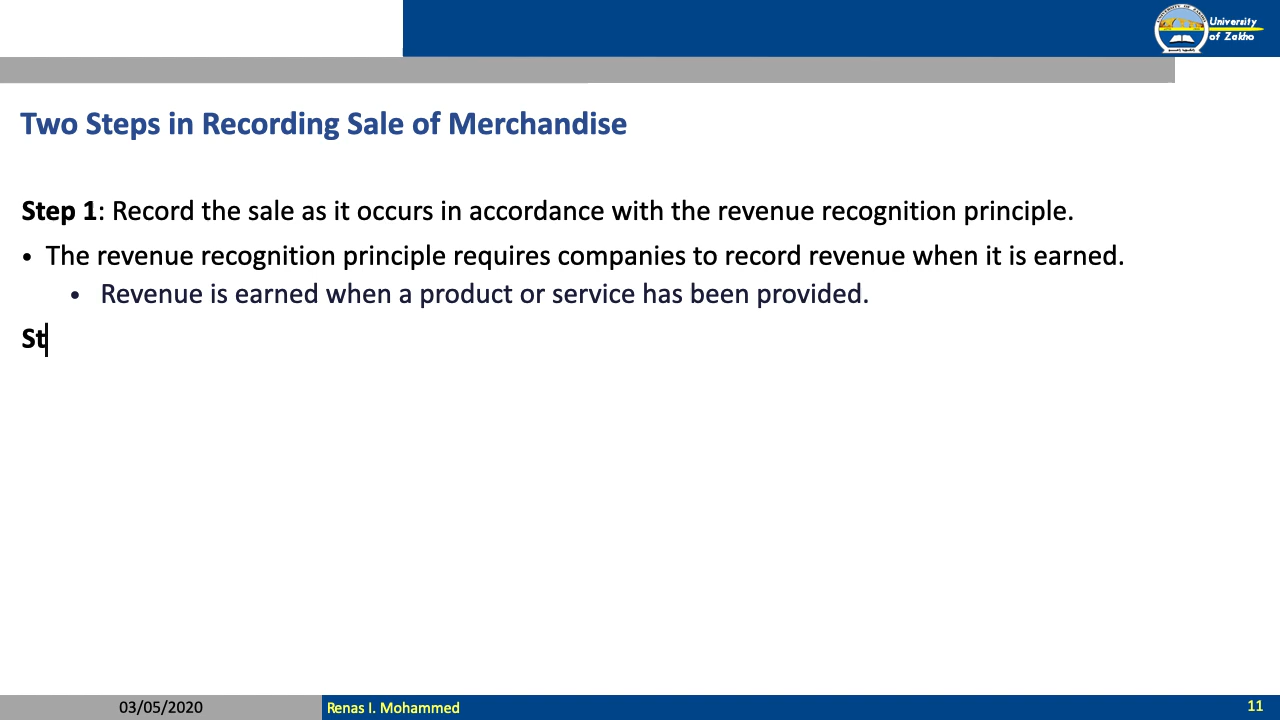 University
of Zakho
Two Steps in Recording Sale of Merchandise
Step 1: Record the sale as it occurs in accordance with the revenue recognition principle.
• The revenue recognition principle requires companies to record revenue when it is earned.
• Revenue is earned when a product or service has been provided.
St
03/05/2020
Renas I. Mohammed
11